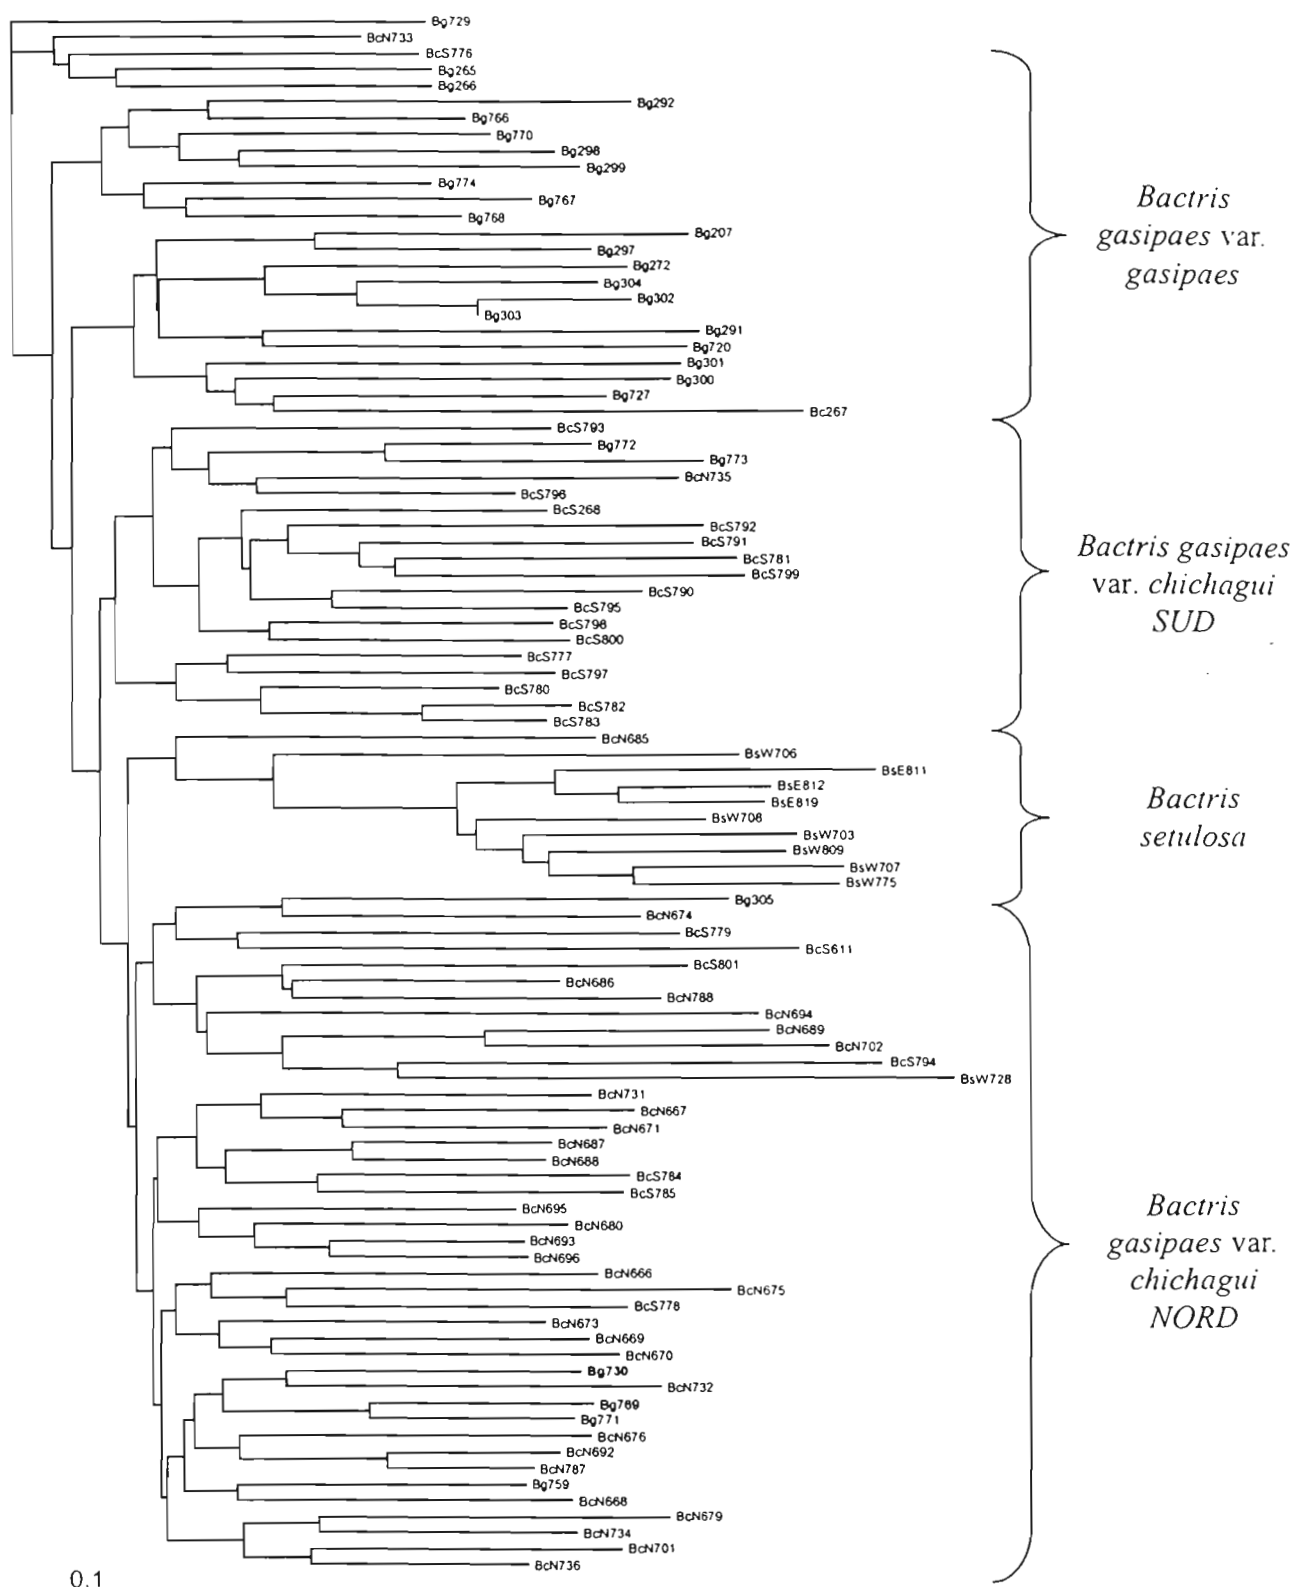 Bg729
BcN733
BcS776
Bg265
Bg266
Bg292
Bg766
Bg770
Bg298
Bg299
Bg774
Bg767
Bg768
Bg207
Bg297
Bg272
Bg304
Bg302
Bg303
Bg291
Bg720
Bg301
Bg300
Bg727
Bc267
Bactris
gasipaes var.
gasipaes
BcS793
Bg772
Bg773
BcN735
BcS796
BcS268
BcS792
BcS791
BcS781
BcS799
BcS790
BcS795
BcS798
BcS800
BcS777
BcS797
BcS780
BcS782
BcS783
Bactris gasipaes
var. chichagui
SUD
BcN685
BsW706
BsE811
BsE812
BsE819
BsW708
BsW703
BsW809
BsW707
BsW775
Bactris
setulosa
Bg305
BcN674
BcS779
BcS611
BcS801
BcN686
BcN788
BcN694
BcN689
BcN702
BcS794
BsW728
BcN731
BcN667
BcN671
BcN687
BcN688
BcS784
BcS785
BcN695
BcN680
BcN693
BcN696
BcN666
BcN675
BcS778
BcN673
BcN669
BcN670
Bg730
BcN732
Bg789
Bg771
BcN676
BcN692
BcN787
Bg759
BcN668
BcN679
BcN734
BcN701
BcN736
Bactris
gasipaes var.
chichagui
NORD
0.1